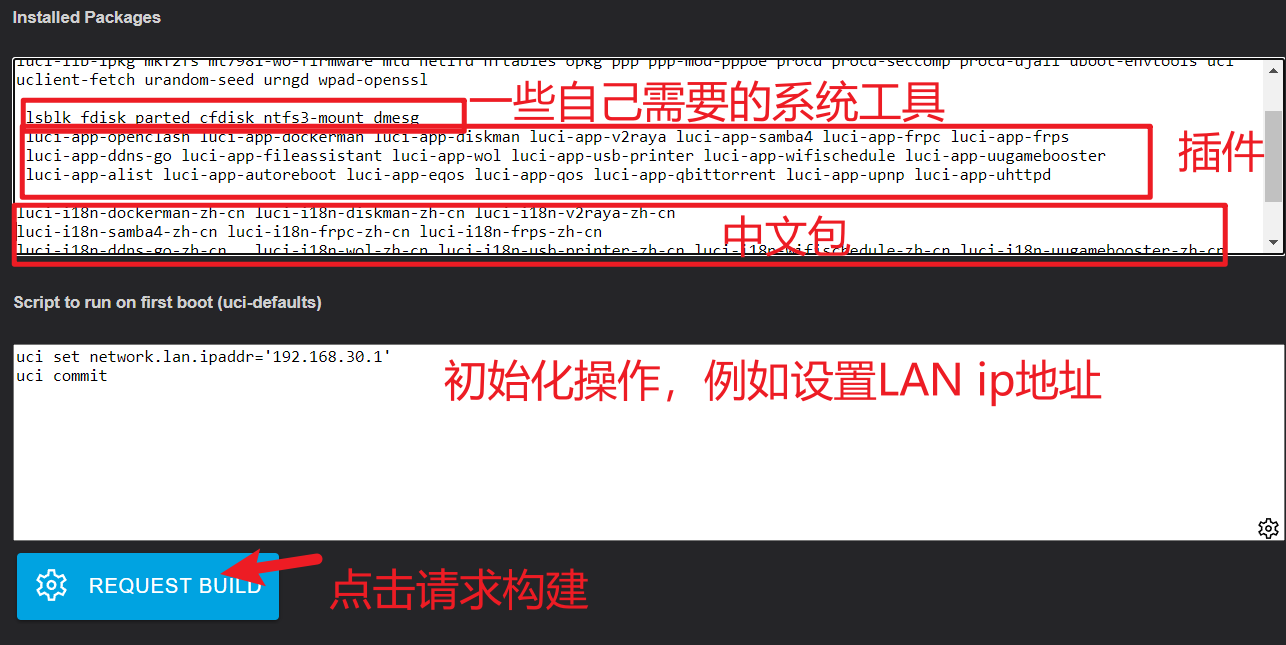 Installed Packages
luci-lib-ipkg mkf2fs mt7981-wo-firmware mtd netifd nftables opkg ppp ppp-mod-pppoe procd procd-seccomp procd-ujail uboot-envtools uci
uclient-fetch urandom-seed urngd wpad-openssl
一些自己需要的系统工具
lsblk fdisk parted cfdisk ntfs3-mount dmesg
luci-app-openclash luci-app-dockerman luci-app-diskman luci-app-v2raya luci-app-samba4 luci-app-frpc luci-app-frps
插件
luci-app-ddns-go luci-app-fileassistant luci-app-wol luci-app-usb-printer luci-app-wifischedule luci-app-uugamebooster
luci-app-alist luci-app-autoreboot luci-app-eqos luci-app-qos luci-app-qbittorrent luci-app-upnp luci-app-uhttpd
luci-i18n-dockerman-zh-cn luci-i18n-diskman-zh-cn luci-i18n-v2raya-zh-cn
luci-i18n-samba4-zh-cn luci-i18n-frpc-zh-cn luci-i18n-frps-zh-cn
中文包
luci-i18n-ddns-go-zh-cn luci-i18n-wol-zh-cn luci-i18n-usb-printer-zh-cn luci-i18n-wifischedule-zh-cn luci-i18n-uugamebooster-zh-cn
Script to run on first boot (uci-defaults)
uci set network.lan.ipaddr='192.168.30.1'
uci commit
初始化操作，例如设置LAN ip地址
REQUEST BUILD
点击请求构建